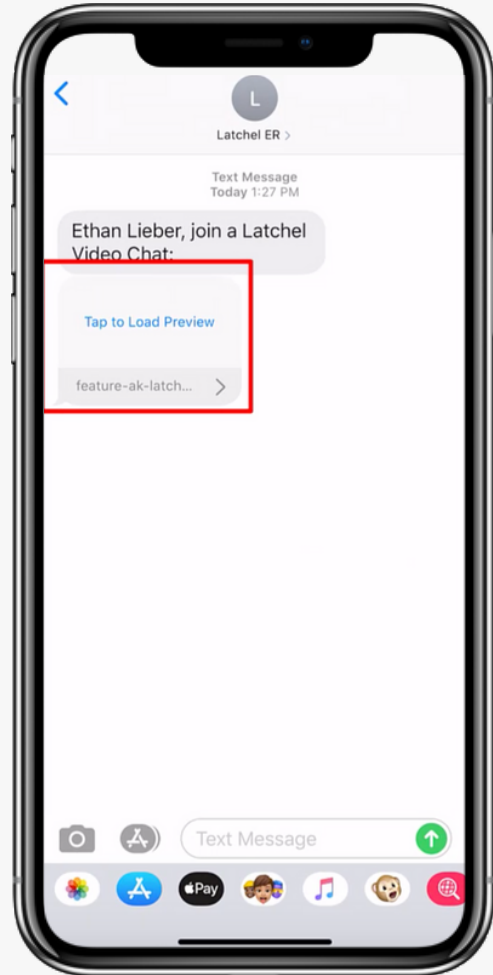 L
Latchel ER >
Text Message
Today 1:27 PM
Ethan Lieber, join a Latchel
Video Chat:
Tap to Load Preview
feature-ak-latch...
Text Message
Pay